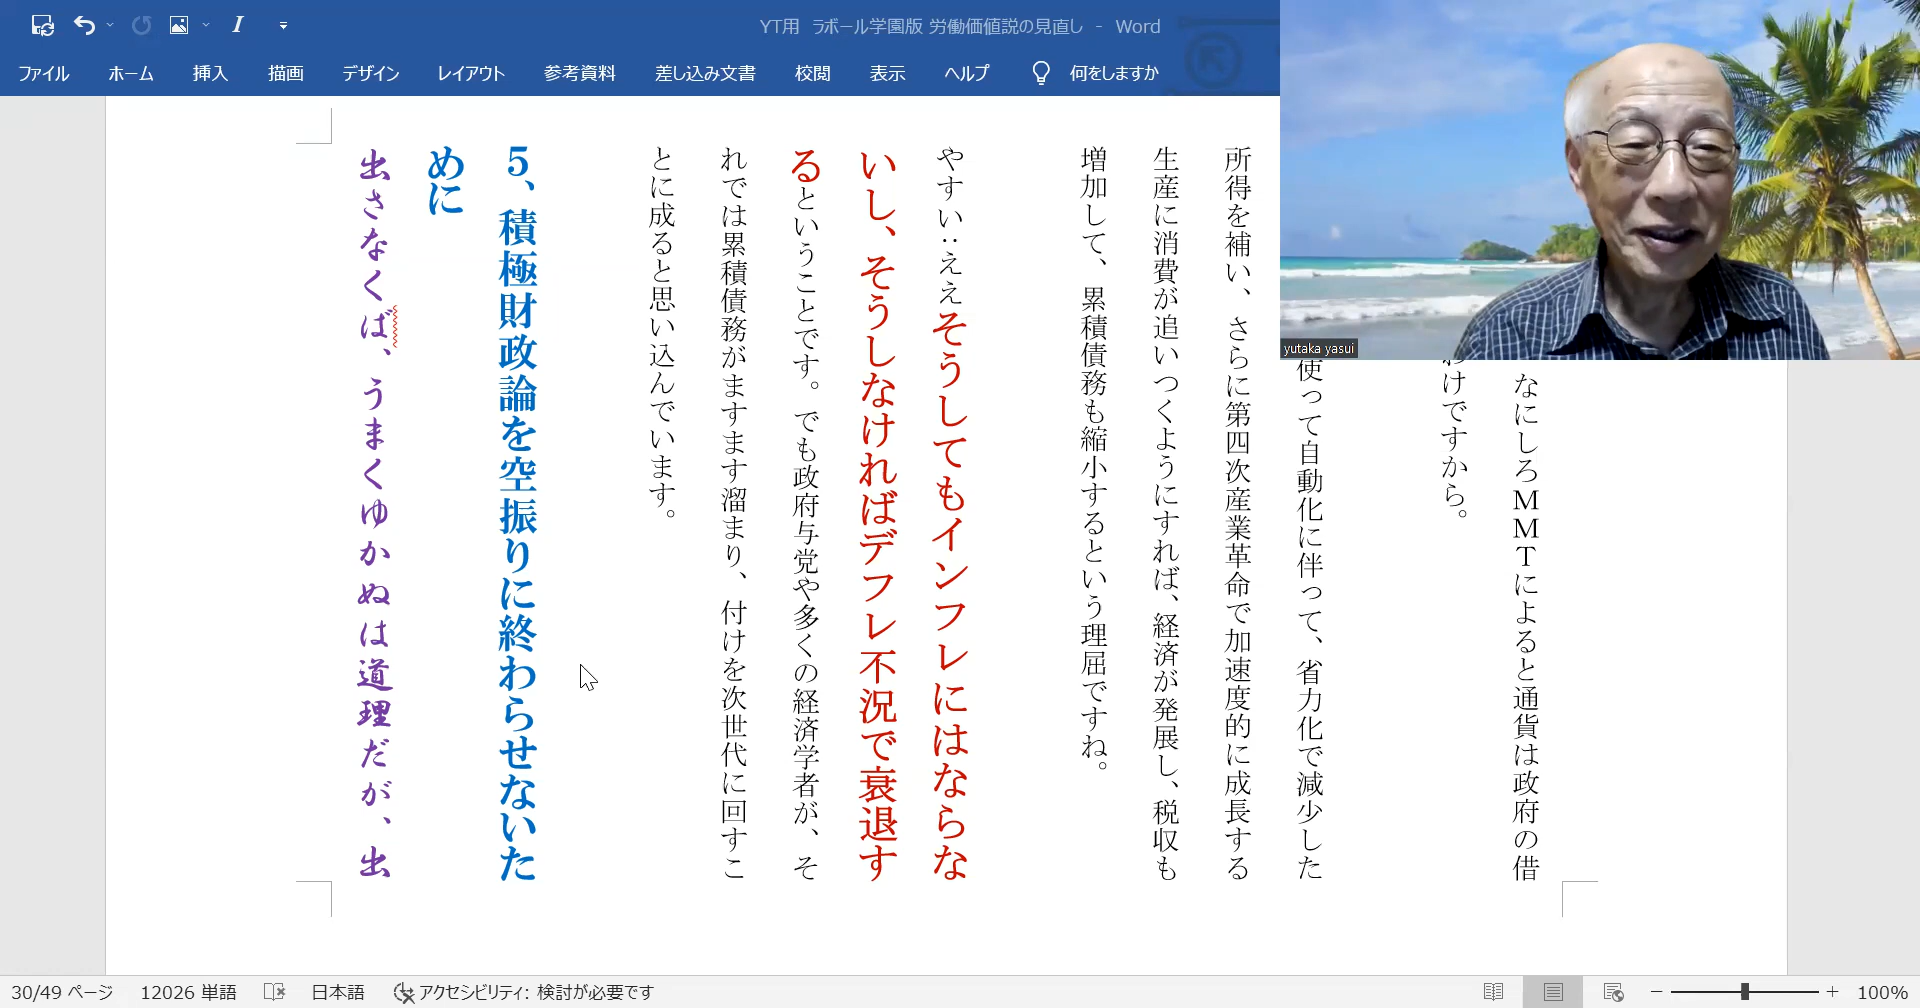 YT用 ラボール学園版 労働価値説の見直し - Word
ファイル ホーム 挿入 描画 デザイン レイアウト 参考資料 差し込み文書 校閲 表示 ヘルプ 何をしますか
yutaka yasui
なにしろＭＭＴによると通貨は政府の借
わけですから。
使って自動化に伴って、省力化で減少した
所得を補い、さらに第四次産業革命で加速度的に成長する
生産に消費が追いつくようにすれば、経済が発展し、税収も
増加して、累積債務も縮小するという理屈ですね。
やすい：ええそうしてもインフレにはならな
いし、そうしなければデフレ不況で衰退す
るということです。でも政府与党や多くの経済学者が、そ
れでは累積債務がますます溜まり、付けを次世代に回すこ
とに成ると思い込んでいます。
５、積極財政論を空振りに終わらせないた
めに
出さなくば、うまくゆかぬは道理だが、出
30/49 ページ 12026 単語 日本語 アクセシビリティ: 検討が必要です 100%